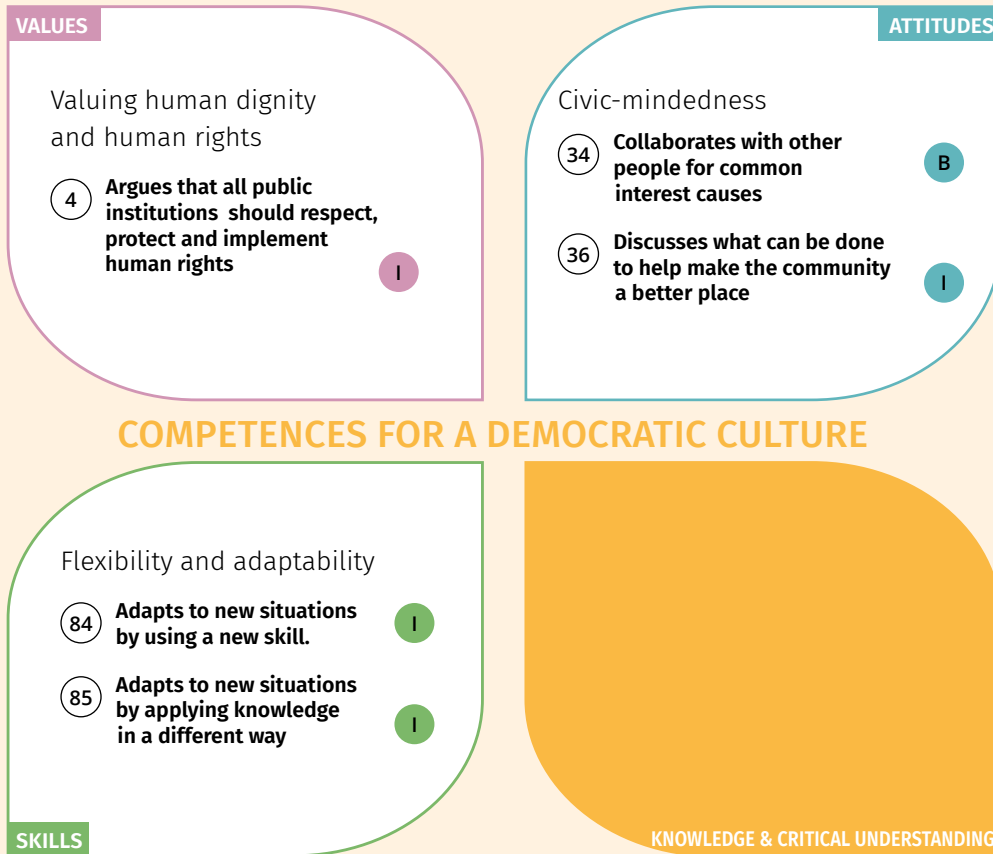 VALUES
Valuing human dignity
and human rights
4
Argues that all public
institutions should respect,
protect and implement
human rights
I
ATTITUDES
Civic-mindedness
34
Collaborates with other
people for common
interest causes
B
36
Discusses what can be done
to help make the community
a better place
I
COMPETENCES FOR A DEMOCRATIC CULTURE
Flexibility and adaptability
84
Adapts to new situations
by using a new skill.
I
85
Adapts to new situations
by applying knowledge
in a different way
I
SKILLS
KNOWLEDGE & CRITICAL UNDERSTANDING